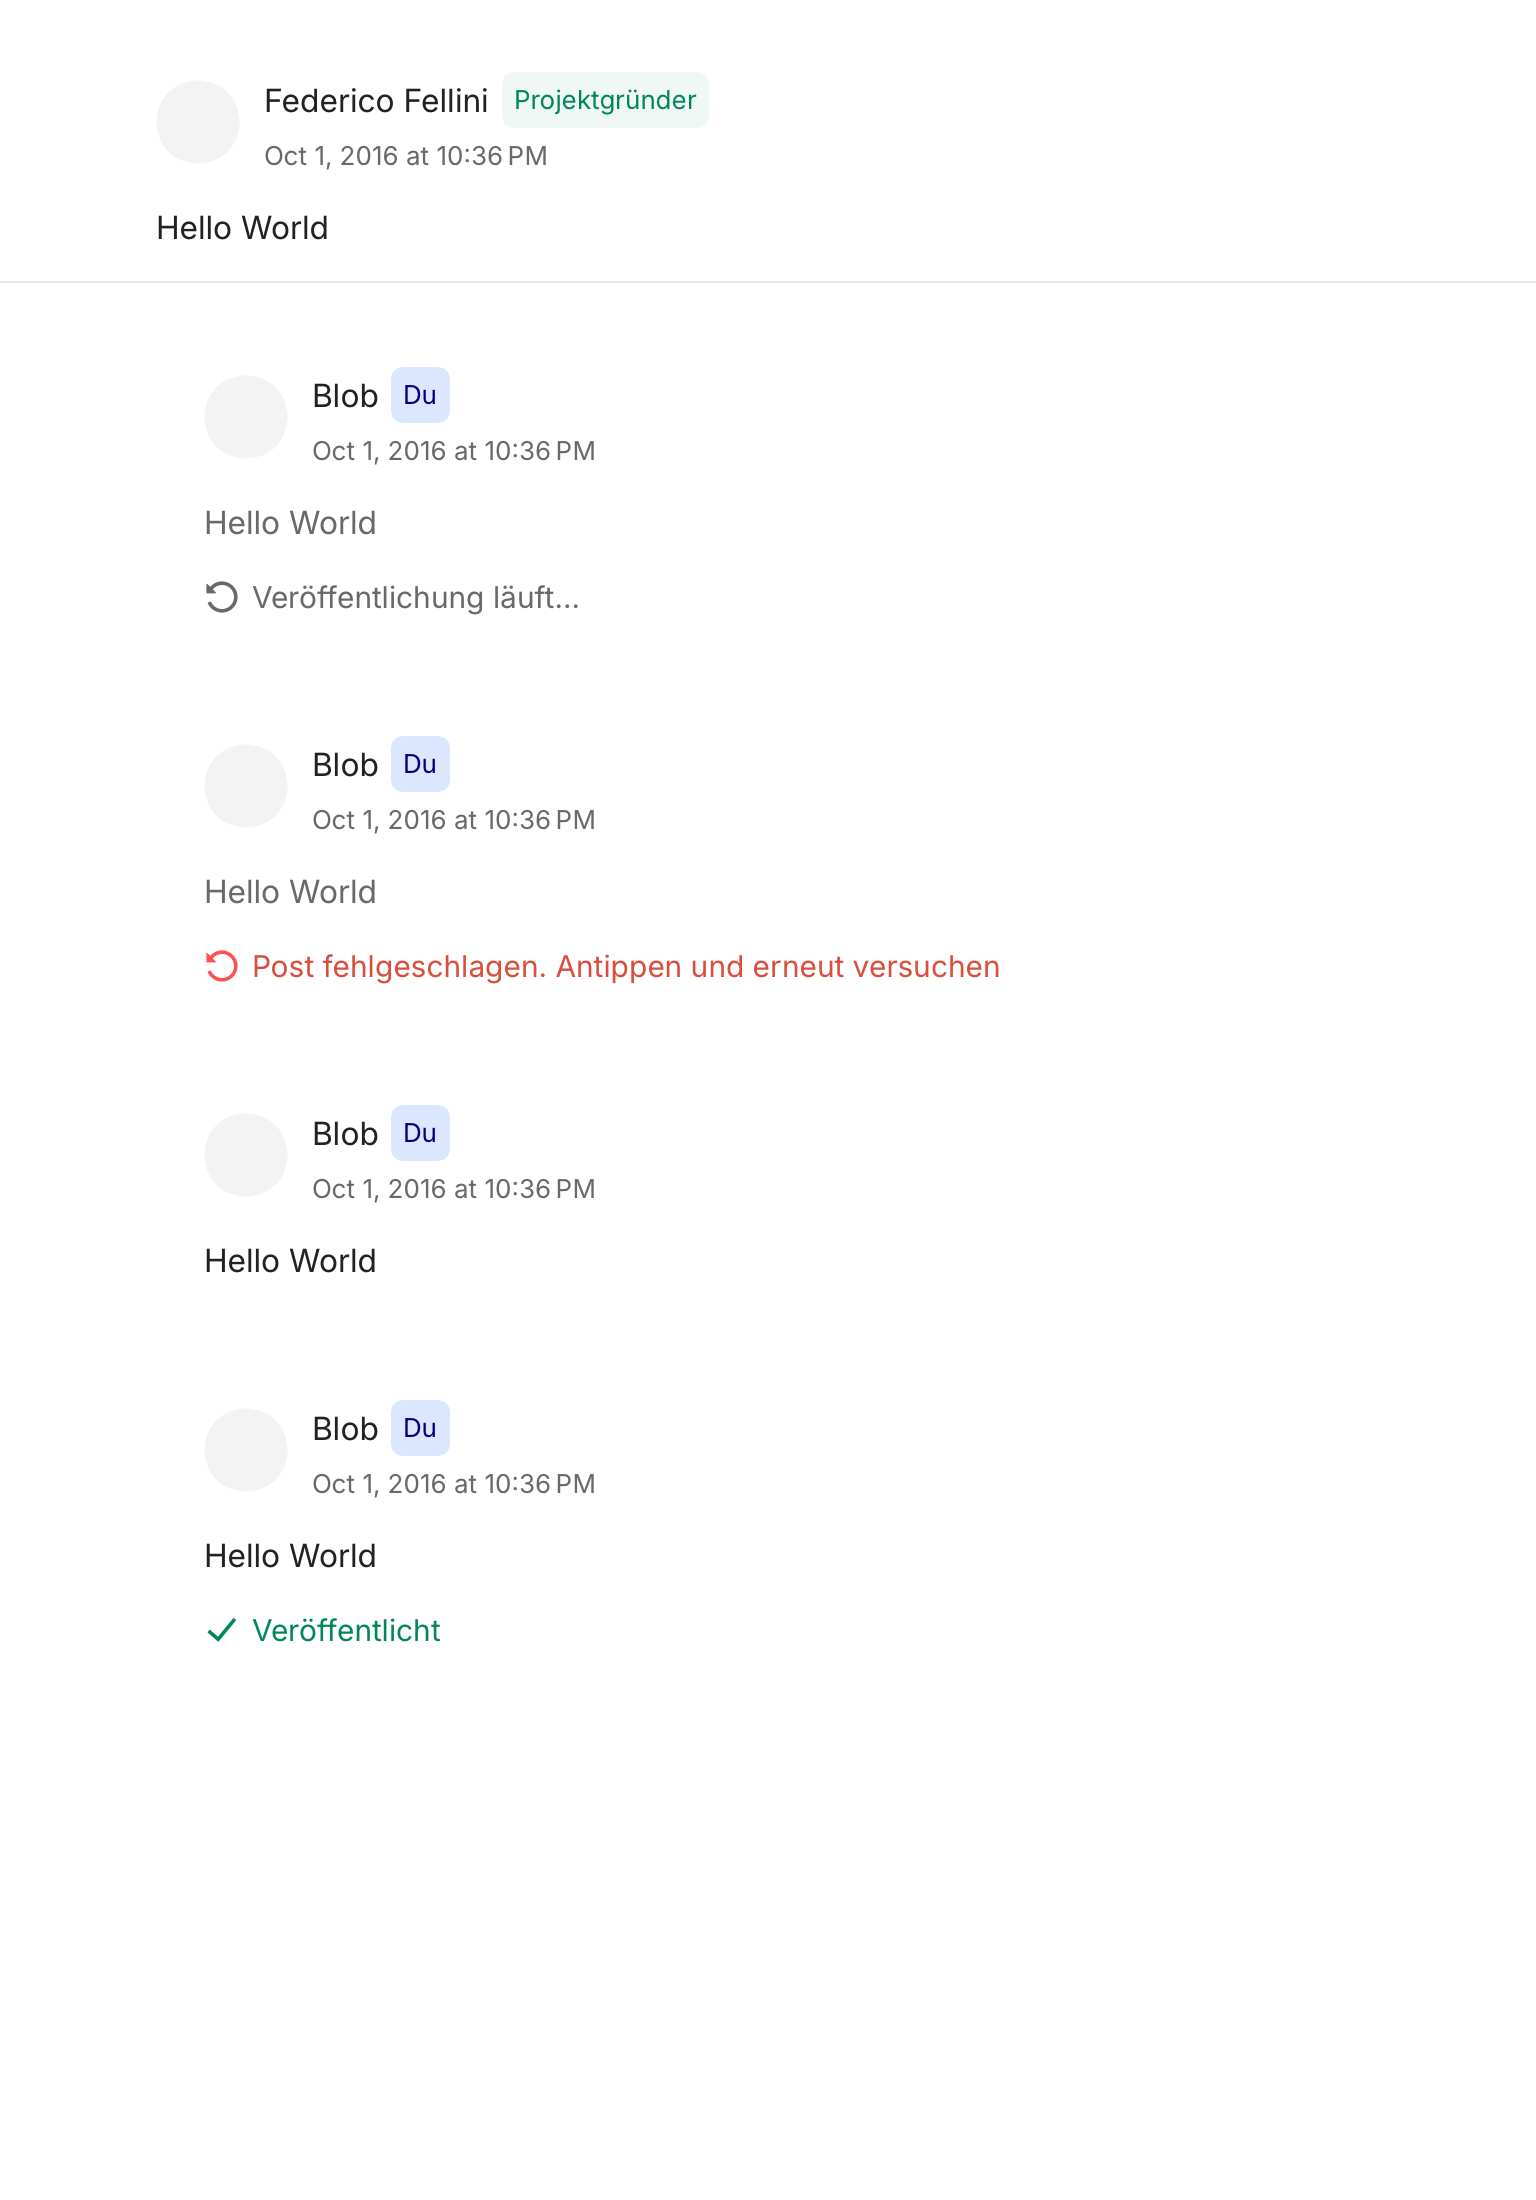 Federico Fellini Projektgründer
Oct 1, 2016 at 10:36 PM
Hello World
Blob Du
Oct 1, 2016 at 10:36 PM
Hello World
Veröffentlichung läuft...
Blob Du
Oct 1, 2016 at 10:36 PM
Hello World
Post fehlgeschlagen. Antippen und erneut versuchen
Blob Du
Oct 1, 2016 at 10:36 PM
Hello World
Blob Du
Oct 1, 2016 at 10:36 PM
Hello World
Veröffentlicht